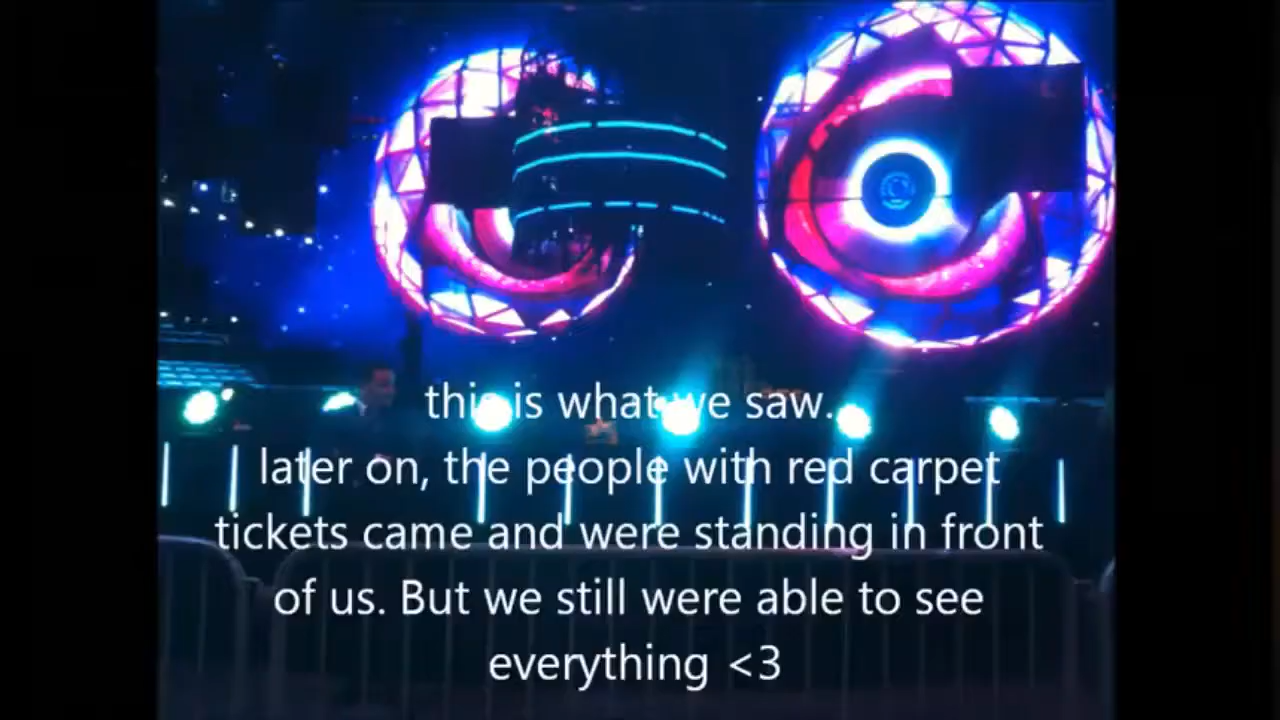 this is what we saw.
later on, the people with red carpet
tickets came and were standing in front
of us. But we still were able to see
everything <3